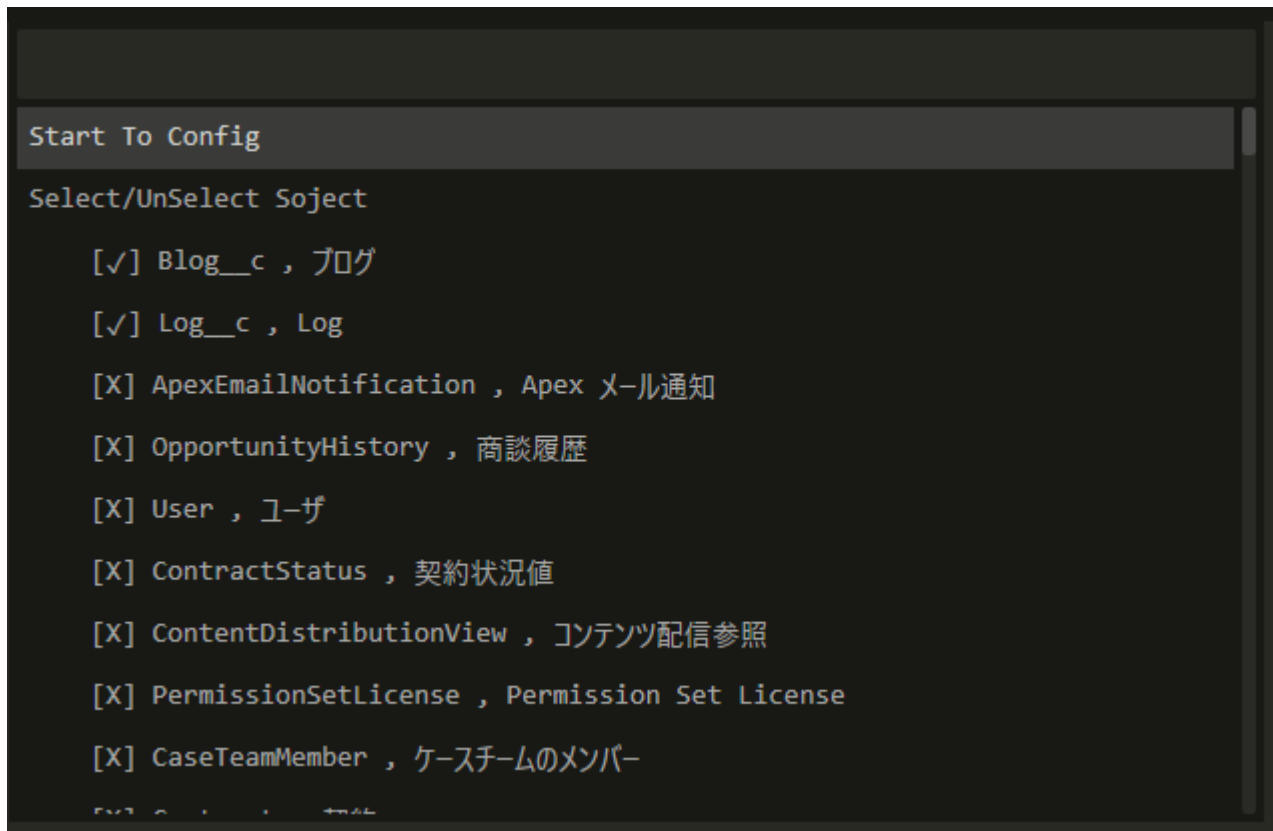 Start To Config
Select/UnSelect Soject
[✓] Blog__c , ブログ
[✓] Log__c , Log
[X] ApexEmailNotification , Apex メール通知
[X] OpportunityHistory , 商談履歴
[X] User , ユーザ
[X] ContractStatus , 契約状況値
[X] ContentDistributionView , コンテンツ配信参照
[X] PermissionSetLicense , Permission Set License
[X] CaseTeamMember , ケースチームのメンバー